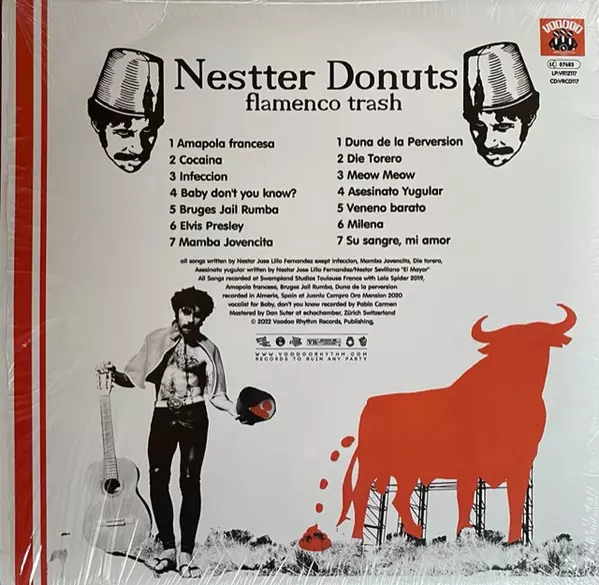 VOODOO
LC 07683
LP:VR12117
CD:VRCD117
Nestter Donuts
flamenco trash
1 Amapola francesa
2 Cocaina
3 Infeccion
4 Baby don't you know?
5 Bruges Jail Rumba
6 Elvis Presley
7 Mamba Jovencita
1 Duna de la Perversion
2 Die Torero
3 Meow Meow
4 Asesinato Yugular
5 Veneno barato
6 Milena
7 Su sangre, mi amor
all songs written by Nestor Jose Lillo Fernandez exept Infeccion, Mamba Jovencita, Die torero,
Asesinato yugular written by Nestor Jose Lillo Fernandez/Nestor Sevillano "El Mayor"
All Songs recorded at Swampland Studios Toulouse France with Lolo Spider 2019,
Amapola francesa, Bruges Jail Rumba, Duna de la perversion
recorded in Almeria, Spain at Juanlu Compra Oro Mansion 2020
vocalist for Baby, don't you know recorded by Pablo Carmen
Mastered by Dan Suter at echochamber, Zürich Switzerland
© 2022 Voodoo Rhythm Records, Publishing,
WWW.VOODOORHYTHM.COM
RECORDS TO RUIN ANY PARTY